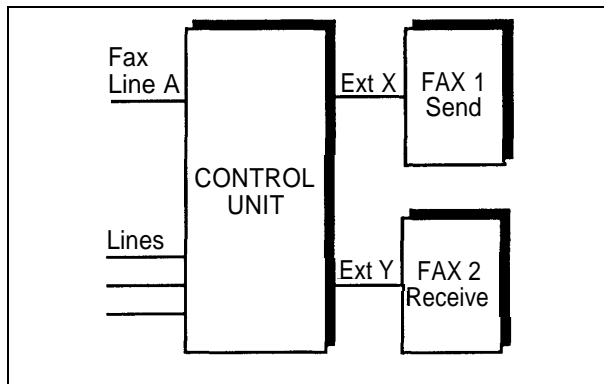 Fax
Line A
Ext X
FAX 1
Send
CONTROL
UNIT
Lines
Ext Y
FAX 2
Receive